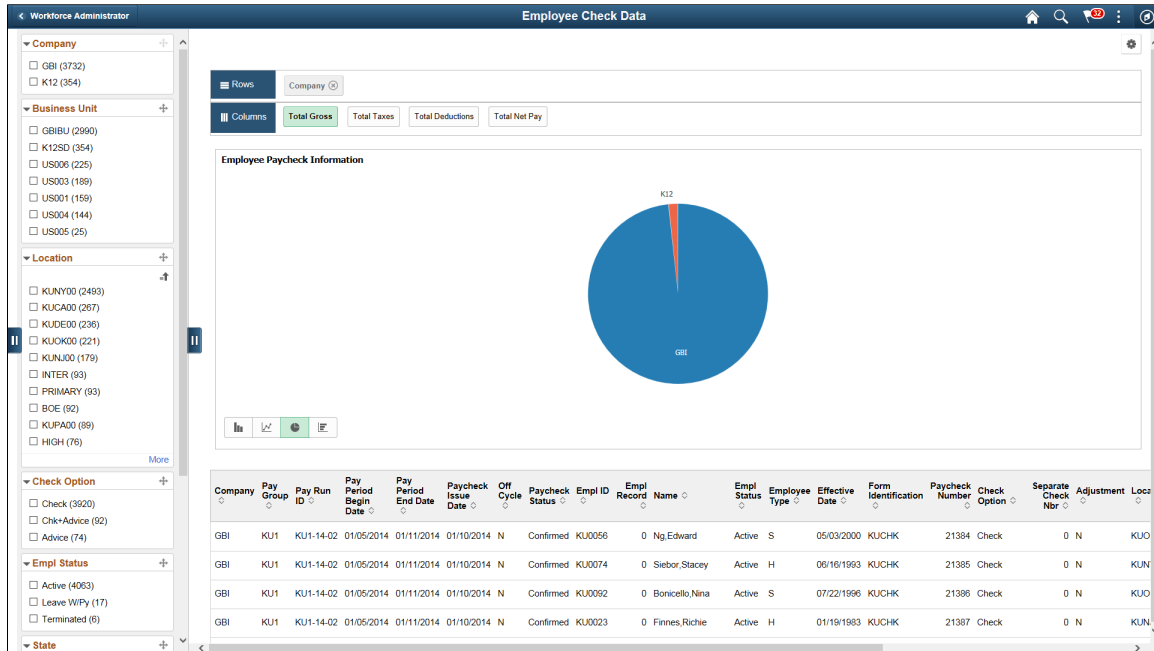 Workforce Administrator
Employee Check Data
32
Company
GBI (3732)
K12 (354)
Business Unit
GBIBU (2990)
K12SD (354)
US006 (225)
US003 (189)
US001 (159)
US004 (144)
US005 (25)
Location
KUNY00 (2493)
KUCA00 (267)
KUDE00 (236)
KUOK00 (221)
KUNJ00 (179)
INTER (93)
PRIMARY (93)
BOE (92)
KUPA00 (89)
HIGH (76)
More
Check Option
Check (3920)
Chk+Advice (92)
Advice (74)
Empl Status
Active (4063)
Leave W/Py (17)
Terminated (6)
State
Rows Company
Columns Total Gross Total Taxes Total Deductions Total Net Pay
Employee Paycheck Information
K12
GBI
Company Pay Group Pay Run ID Pay Period Begin Date Pay Period End Date Paycheck Issue Date Off Cycle Paycheck Status Empl ID Empl Record Name Empl Status Employee Type Effective Date Form Identification Paycheck Number Check Option Separate Check Nbr Adjustment Loca
GBI KU1 KU1-14-02 01/05/2014 01/11/2014 01/10/2014 N Confirmed KU0056 0 Ng,Edward Active S 05/03/2000 KUCHK 21384 Check 0 N KUO
GBI KU1 KU1-14-02 01/05/2014 01/11/2014 01/10/2014 N Confirmed KU0074 0 Siebor,Stacey Active H 06/16/1993 KUCHK 21385 Check 0 N KUN
GBI KU1 KU1-14-02 01/05/2014 01/11/2014 01/10/2014 N Confirmed KU0092 0 Bonicello,Nina Active S 07/22/1996 KUCHK 21386 Check 0 N KUO
GBI KU1 KU1-14-02 01/05/2014 01/11/2014 01/10/2014 N Confirmed KU0023 0 Finnes,Richie Active H 01/19/1983 KUCHK 21387 Check 0 N KUN